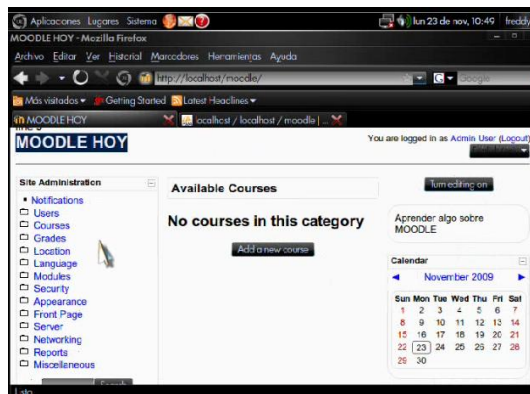 Aplicaciones Lugares Sistema lun 23 de nov, 10:49 freddy
MOODLE HOY - Mozilla Firefox
Archivo Editar Ver Historial Marcadores Herramientas Ayuda
http://localhost/moodle/
Google
Más visitados Getting Started Latest Headlines
MOODLE HOY localhost / localhost / moodle | ...
MOODLE HOY
You are logged in as Admin User (Logout)
Site Administration
Notifications
Users
Courses
Grades
Location
Language
Modules
Security
Appearance
Front Page
Server
Networking
Reports
Miscellaneous
Search
Available Courses
No courses in this category
Add a new course
Turn editing on
Aprender algo sobre
MOODLE
Calendar
November 2009
Sun Mon Tue Wed Thu Fri Sat
1 2 3 4 5 6 7
8 9 10 11 12 13 14
15 16 17 18 19 20 21
22 23 24 25 26 27 28
29 30
Listo